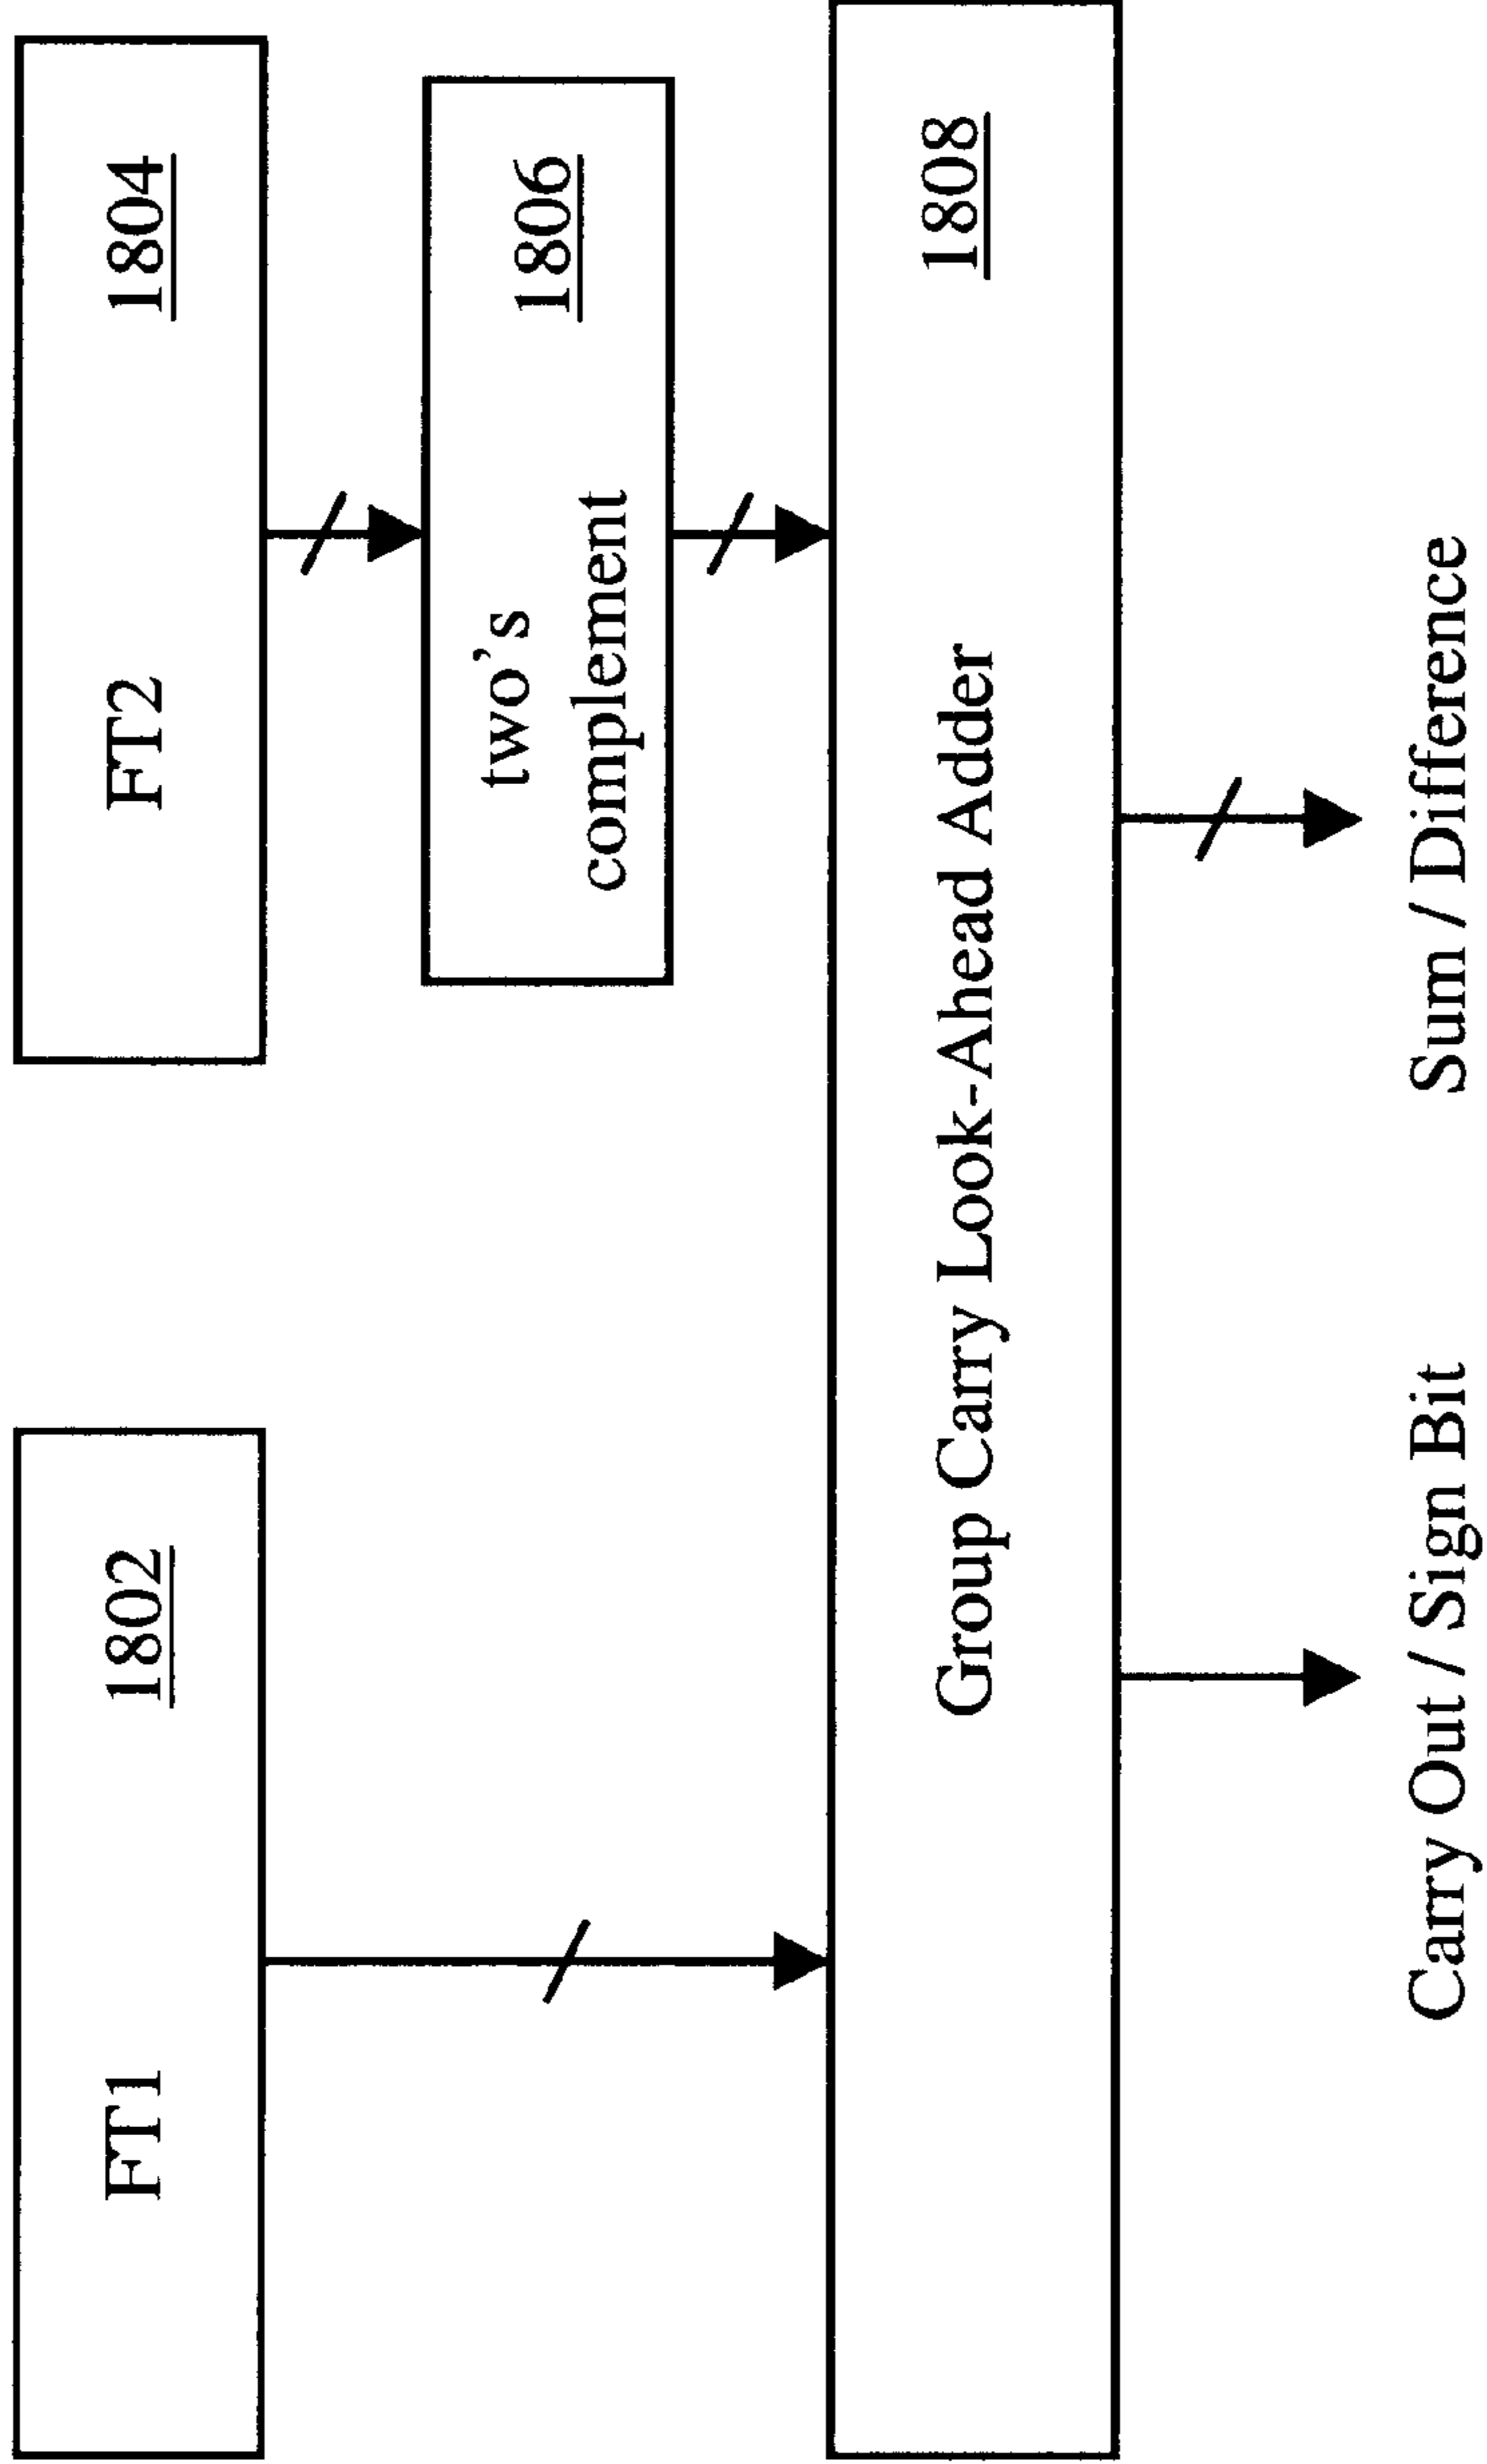 FT1 1802
FT2 1804
two's
complement
1806
Group Carry Look-Ahead Adder
1808
Carry Out / Sign Bit
Sum / Difference